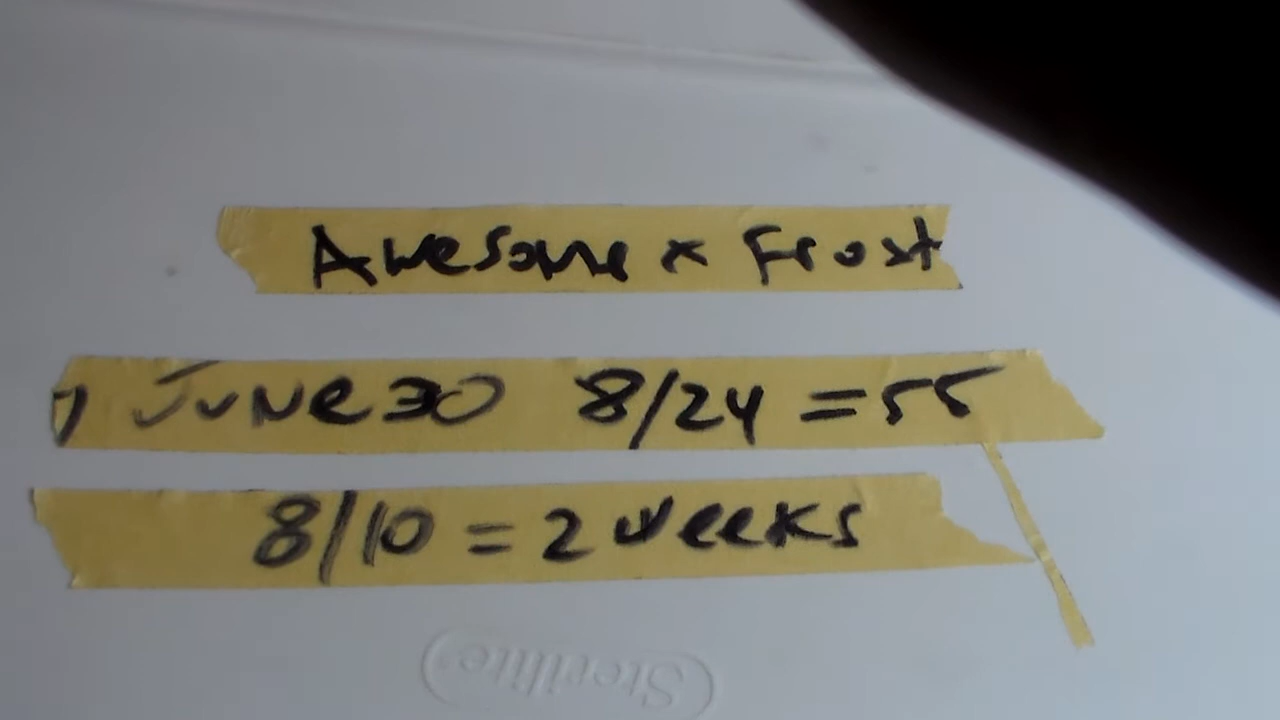 Awesome x Frost
, June 30 8/24 = 55
8/10 = 2 weeks
Sterilite